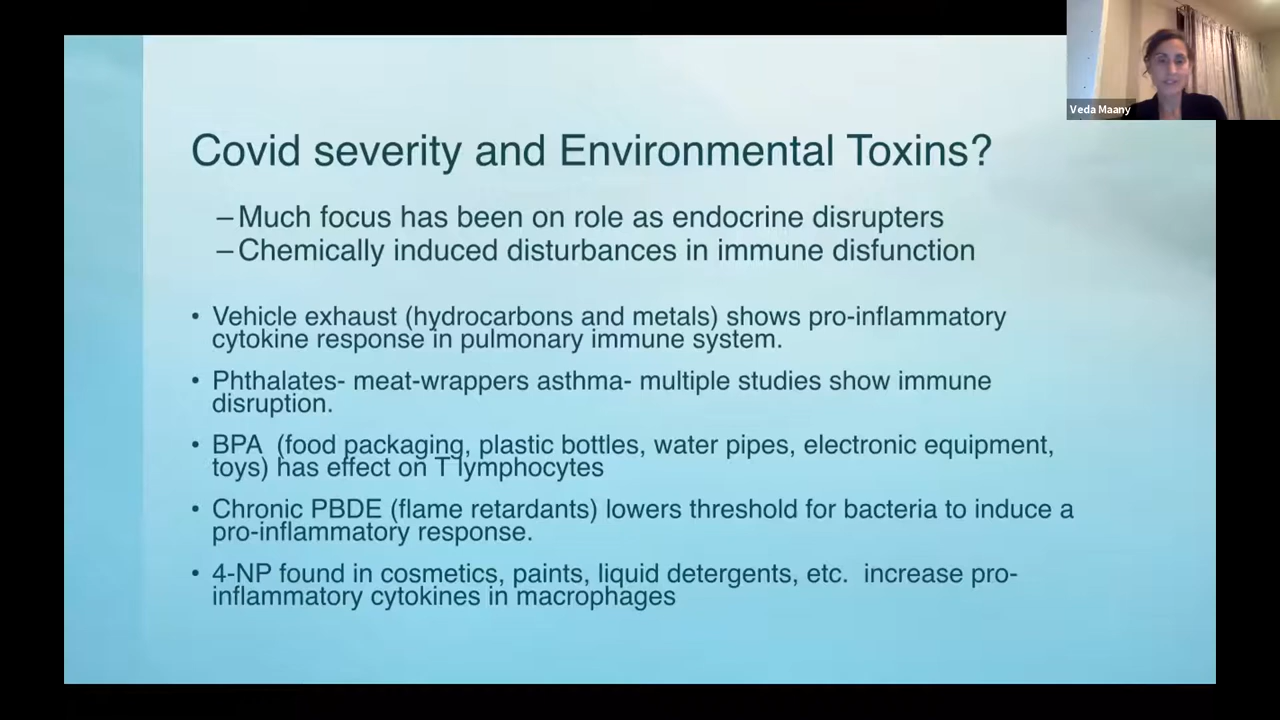 Veda Maany
Covid severity and Environmental Toxins?
– Much focus has been on role as endocrine disrupters
– Chemically induced disturbances in immune disfunction
• Vehicle exhaust (hydrocarbons and metals) shows pro-inflammatory
cytokine response in pulmonary immune system.
• Phthalates- meat-wrappers asthma- multiple studies show immune
disruption.
• BPA (food packaging, plastic bottles, water pipes, electronic equipment,
toys) has effect on T lymphocytes
• Chronic PBDE (flame retardants) lowers threshold for bacteria to induce a
pro-inflammatory response.
• 4-NP found in cosmetics, paints, liquid detergents, etc. increase pro-
inflammatory cytokines in macrophages